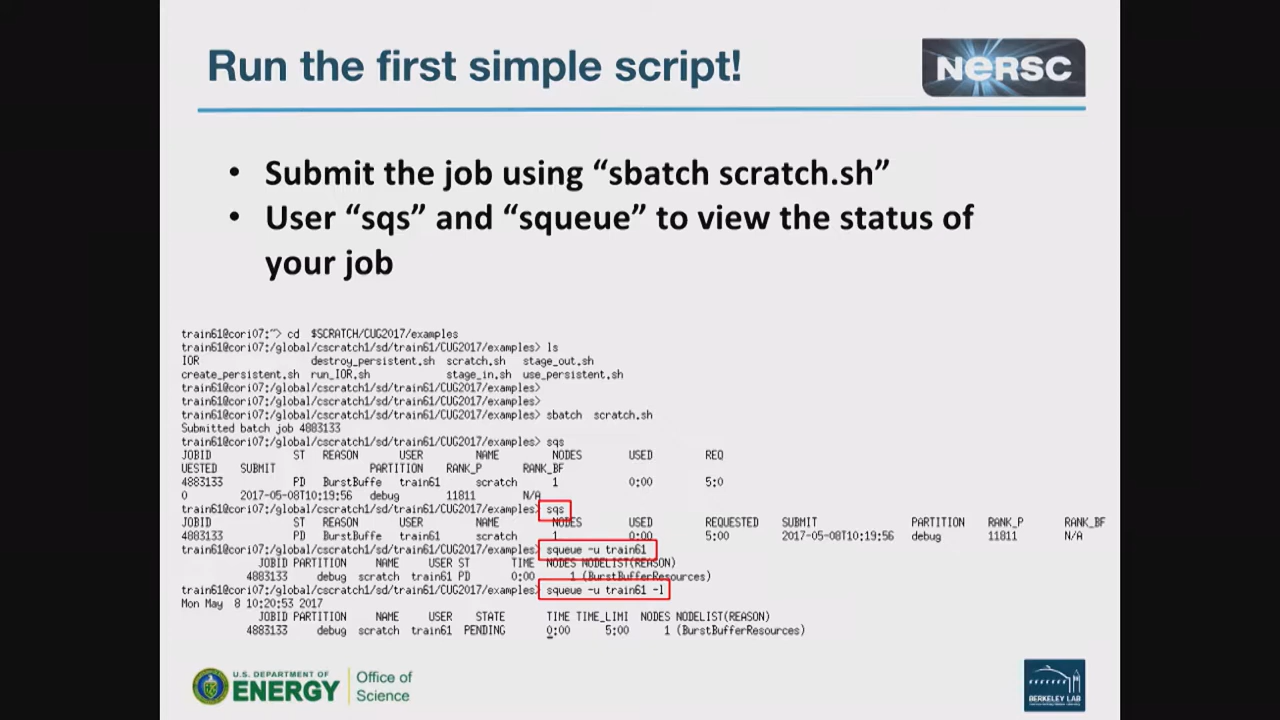 Run the first simple script!
NERSC
• Submit the job using “sbatch scratch.sh”
• User “sqs” and “squeue” to view the status of
your job
train61@cori07:~> cd $SCRATCH/CUG2017/examples
train61@cori07:/global/cscratch1/sd/train61/CUG2017/examples> ls
IOR destroy_persistent.sh scratch.sh stage_out.sh
create_persistent.sh run_IOR.sh stage_in.sh use_persistent.sh
train61@cori07:/global/cscratch1/sd/train61/CUG2017/examples>
train61@cori07:/global/cscratch1/sd/train61/CUG2017/examples>
train61@cori07:/global/cscratch1/sd/train61/CUG2017/examples> sbatch scratch.sh
Submitted batch job 4883133
train61@cori07:/global/cscratch1/sd/train61/CUG2017/examples> sqs
JOBID ST REASON USER NAME NODES USED REQ
UESTED SUBMIT PARTITION RANK_P RANK_BF
4883133 PD BurstBuffe train61 scratch 1 0:00 5:0
0 2017-05-08T10:19:56 debug 11811 N/A
train61@cori07:/global/cscratch1/sd/train61/CUG2017/examples> sqs
JOBID ST REASON USER NAME NODES USED REQUESTED SUBMIT PARTITION RANK_P RANK_BF
4883133 PD BurstBuffe train61 scratch 1 0:00 5:00 2017-05-08T10:19:56 debug 11811 N/A
train61@cori07:/global/cscratch1/sd/train61/CUG2017/examples> squeue -u train61
JOBID PARTITION NAME USER ST TIME NODES NODELIST(REASON)
4883133 debug scratch train61 PD 0:00 1 (BurstBufferResources)
train61@cori07:/global/cscratch1/sd/train61/CUG2017/examples> squeue -u train61 -l
Mon May 8 10:20:53 2017
JOBID PARTITION NAME USER STATE TIME TIME_LIMI NODES NODELIST(REASON)
4883133 debug scratch train61 PENDING 0:00 5:00 1 (BurstBufferResources)
U.S. DEPARTMENT OF
ENERGY
Office of
Science
BERKELEY LAB